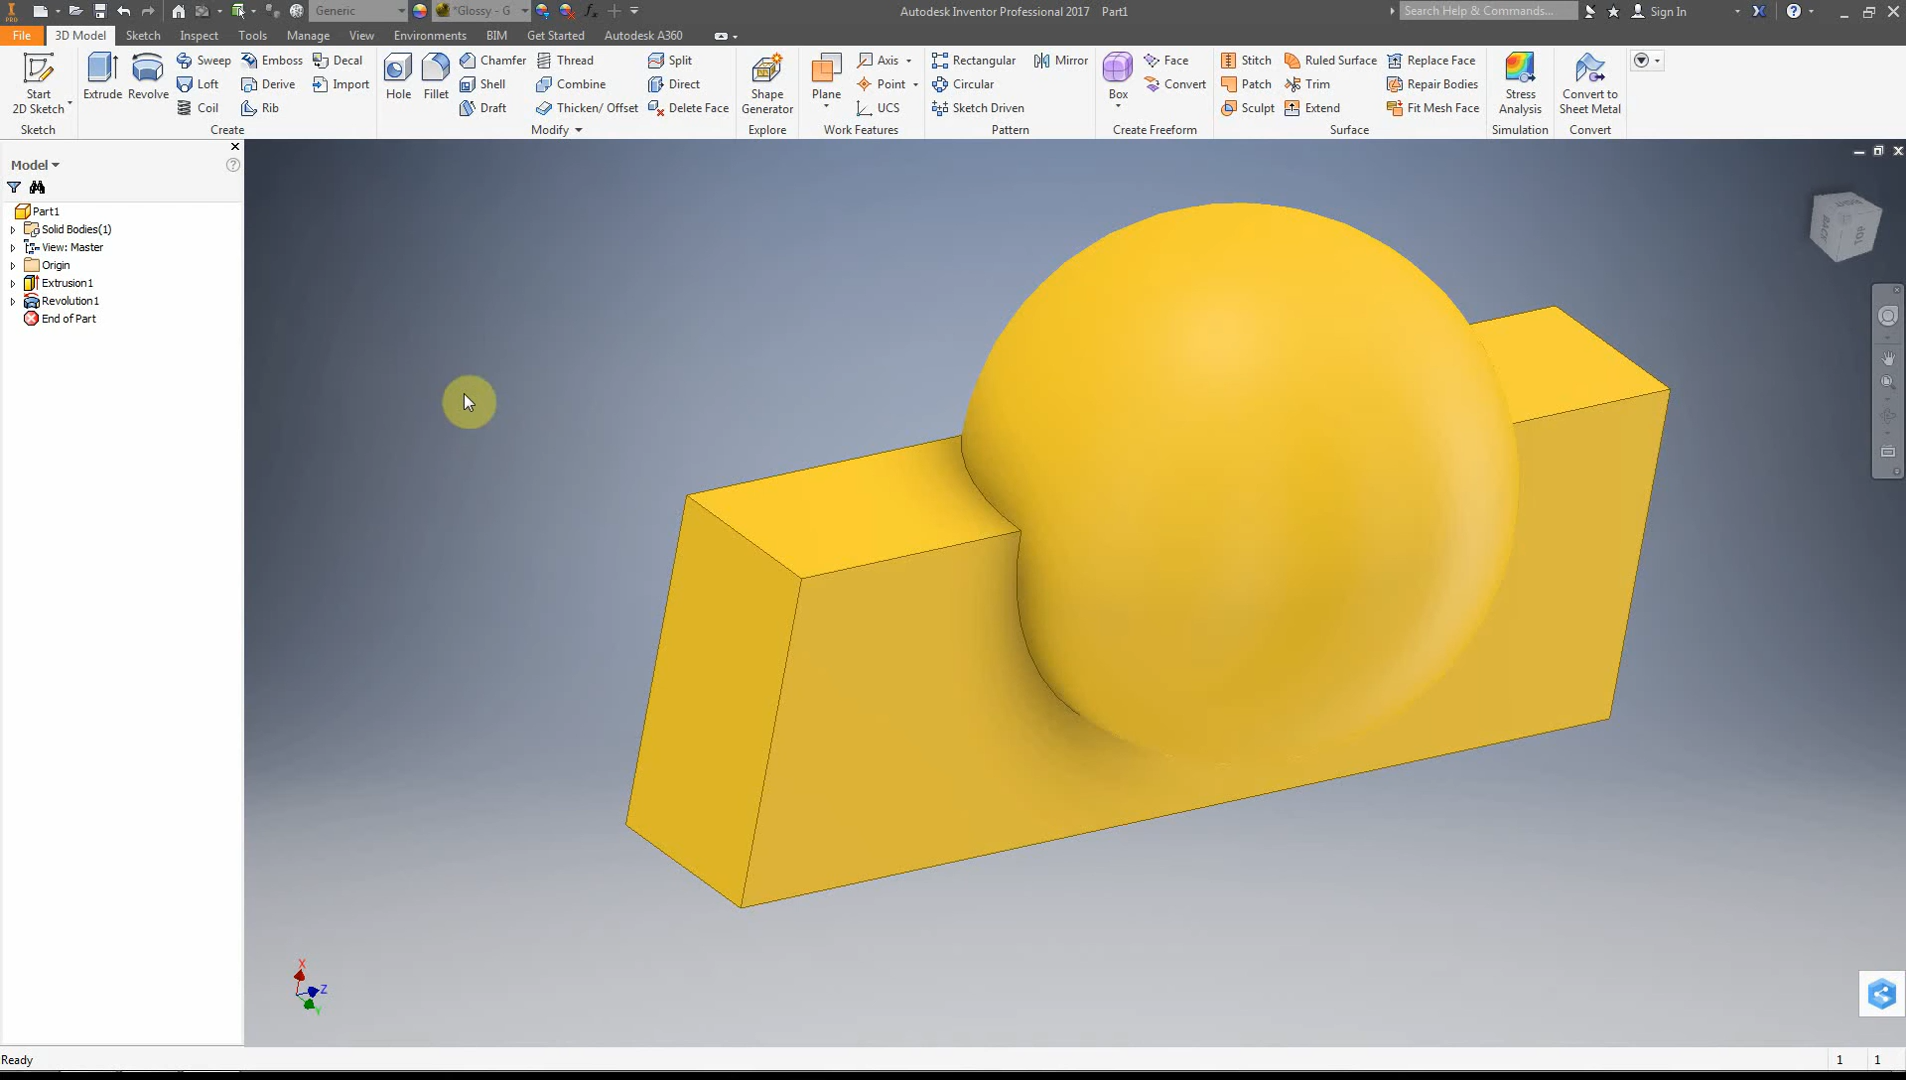 Generic
*Glossy - G
Autodesk Inventor Professional 2017 Part1
Search Help & Commands...
Sign In
PRO
File 3D Model Sketch Inspect Tools Manage View Environments BIM Get Started Autodesk A360
Start
2D Sketch
Sketch
Extrude
Revolve
Sweep
Loft
Coil
Emboss
Derive
Rib
Decal
Import
Create
Hole
Fillet
Chamfer
Shell
Draft
Thread
Combine
Thicken/ Offset
Split
Direct
Delete Face
Modify
Shape
Generator
Explore
Plane
Axis
Point
UCS
Work Features
Rectangular
Circular
Sketch Driven
Mirror
Pattern
Box
Face
Convert
Create Freeform
Stitch
Patch
Sculpt
Ruled Surface
Trim
Extend
Replace Face
Repair Bodies
Fit Mesh Face
Surface
Stress
Analysis
Simulation
Convert to
Sheet Metal
Convert
Model
Part1
Solid Bodies(1)
View: Master
Origin
Extrusion1
Revolution1
End of Part
BACK
TOP
X
Z
Y
Ready
1 1